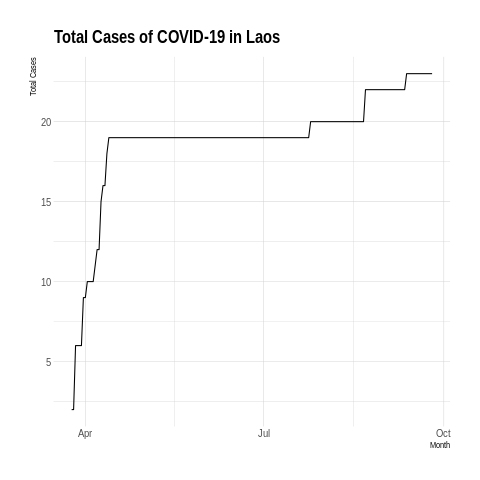 Total Cases of COVID-19 in Laos
Total Cases
20
15
10
5
Apr Jul Oct
Month